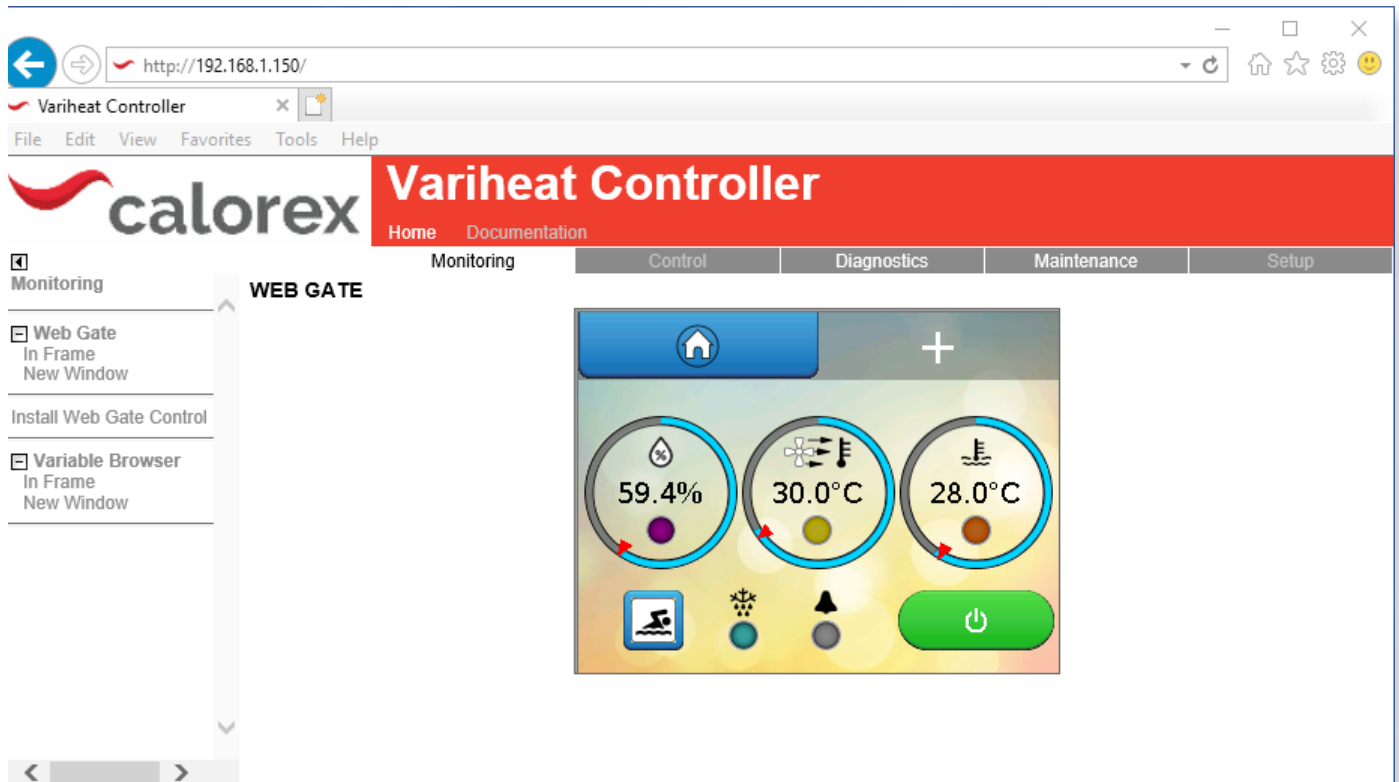 http://192.168.1.150/
Variheat Controller
File Edit View Favorites Tools Help
calorex
Variheat Controller
Home Documentation
Monitoring Control Diagnostics Maintenance Setup
Monitoring
WEB GATE
Web Gate
In Frame
New Window
Install Web Gate Control
Variable Browser
In Frame
New Window
%
59.4% 30.0°C 28.0°C